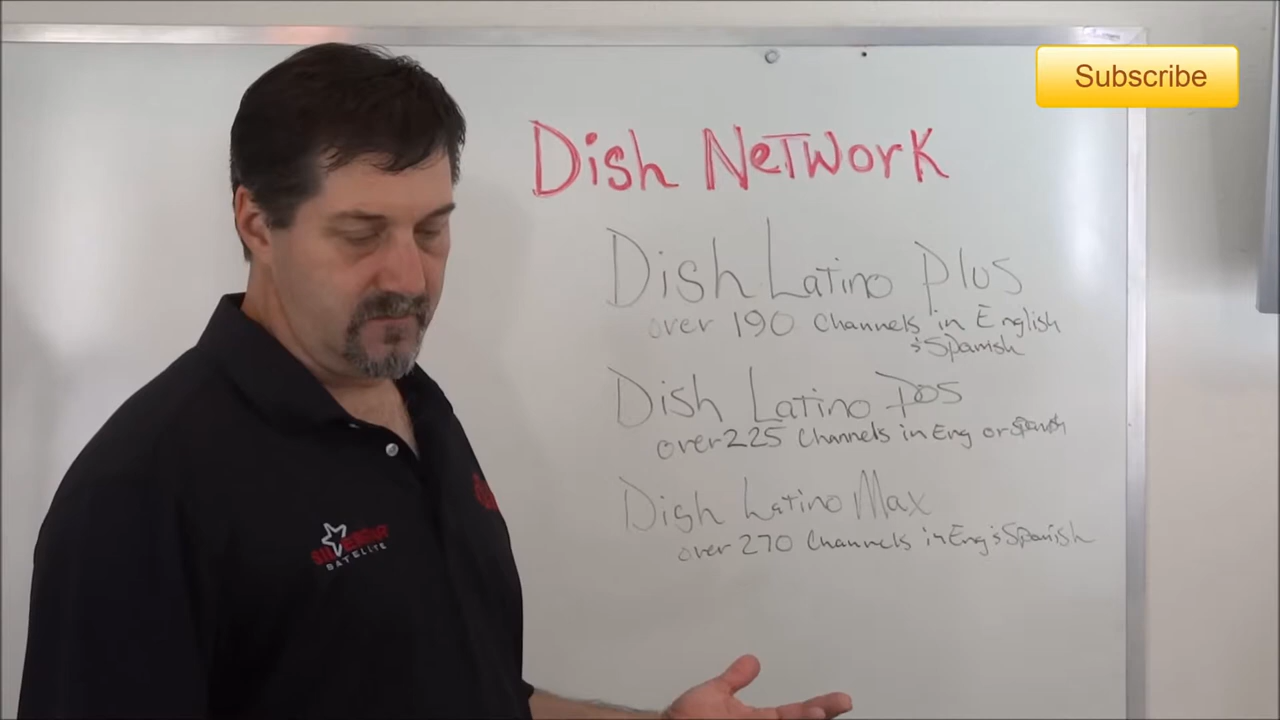 Subscribe
Dish NeTwork
Dish Latino Plus
over 190 Channels in English
& Spanish
Dish Latino Dos
over 225 Channels in Eng or Spanish
Dish Latino Max
over 270 Channels in Eng & Spanish
SILVERSTAR
SATELLITE